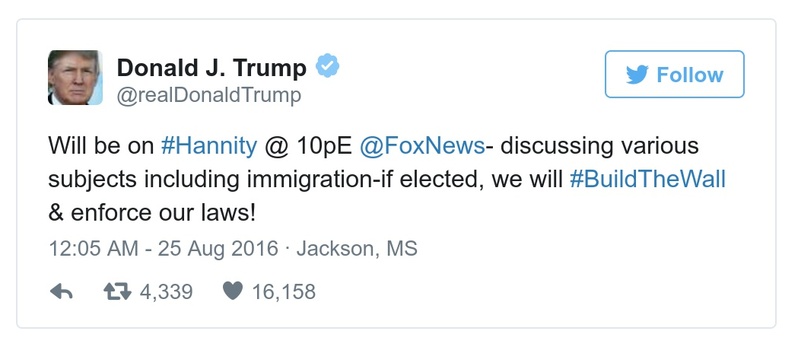 Donald J. Trump
@realDonaldTrump
Follow
Will be on #Hannity @ 10pE @FoxNews- discussing various
subjects including immigration-if elected, we will #BuildTheWall
& enforce our laws!
12:05 AM - 25 Aug 2016 · Jackson, MS
4,339 16,158